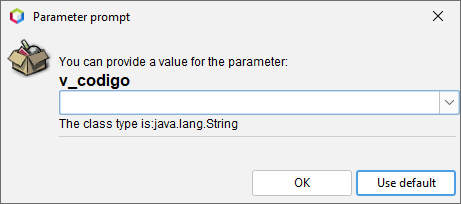 Parameter prompt
You can provide a value for the parameter:
v_codigo
The class type is:java.lang.String
OK
Use default